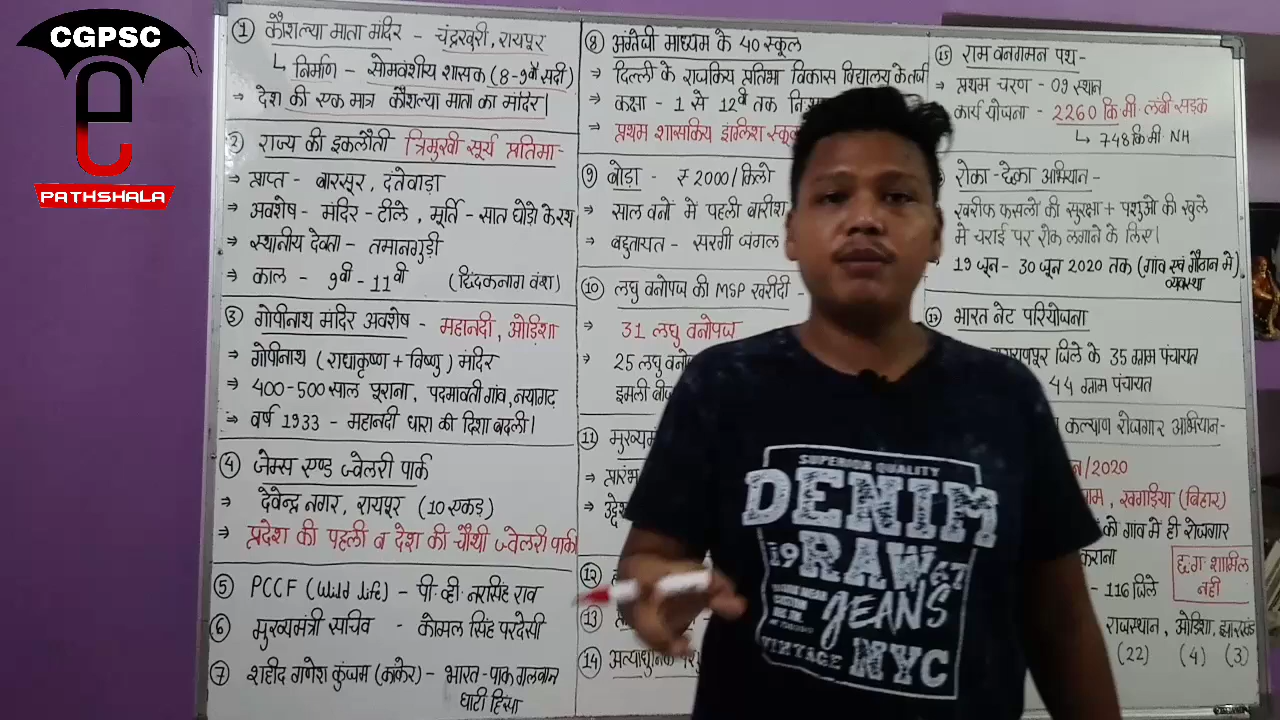 CGPSC
e
PATHSHALA
① कौशल्या माता मंदिर - चंद्रखुरी, रायपुर
↳ निर्माण - सोमवंशीय शासक (8-9वीं सदी)
→ देश की एक मात्र कौशल्या माता का मंदिर।
② राज्य की इकलौती त्रिमुखी सूर्य प्रतिमा-
→ प्राप्त - बारसूर, दंतेवाड़ा
→ अवशेष - मंदिर-टीले, मूर्ति-सात घोड़ो के रथ
→ स्थानीय देवता - तमानगुड़ी
→ काल - 9वी - 11वी (छिंदकनाग वंश)
③ गोपीनाथ मंदिर अवशेष - महानदी, ओड़िशा
→ गोपीनाथ (राधाकृष्ण + विष्णु) मंदिर
→ 400-500 साल पूराना, पदमावती गांव, नयागढ़
→ वर्ष 1933 - महानदी धारा की दिशा बदली।
④ जेम्स एण्ड ज्वेलरी पार्क
→ देवेन्द्र नगर, रायपूर (10 एकड़)
→ प्रदेश की पहली व देश की चौथी ज्वेलरी पार्क
⑤ PCCF (Wild life) - पी.व्ही. नरसिंह राव
⑥ मुख्यमंत्री सचिव - कोमल सिंह परदेसी
⑦ शहीद गणेश कुंजम (कांकेर) - भारत-पाक गलवान
घाटी हिंसा
⑧ अंग्रेजी माध्यम के 40 स्कूल
→ दिल्ली के राजकिय प्रतिभा विकास विद्यालय के तर्ज
→ कक्षा - 1 से 12वी तक
→ प्रथम शासकिय इंग्लिश स्कूल
⑨ बोड़ा - ₹ 2000/किलो
→ साल वनों में पहली बारीश
→ बहुतायत - सरगी जंगल
⑩ लघु वनोपज की MSP खरीदी -
→ 31 लघु वनोपज
→ 25 लघु
इमली
⑪
→
→
⑫
⑬
⑭ अत्याधुनिक
⑮ राम वनगमन पथ-
→ प्रथम चरण - 09 स्थान
→ कार्य योजना - 2260 कि.मी. लंबी सड़क
↳ 748 कि.मी. NH
रोका-छेका अभियान -
खरीफ फसलो की सुरक्षा + पशुओ की खुले
मे चराई पर रोक लगाने के लिए।
19 जून - 30 जून 2020 तक (गांव एवं गौठान मे)
व्यवस्था
भारत नेट परियोजना
जिले के 35 ग्राम पंचायत
44 ग्राम पंचायत
कल्याण रोजगार अभियान-
/2020
खगड़िया (बिहार)
को गांव मे ही रोजगार
कराना
- 116 जिले
छ.ग. शामिल
नही
राजस्थान, ओडिशा, झारखंड
(22) (4) (3)
SUPERIOR QUALITY
DENIM
19 RAW 67
JEANS
VINTAGE NYC